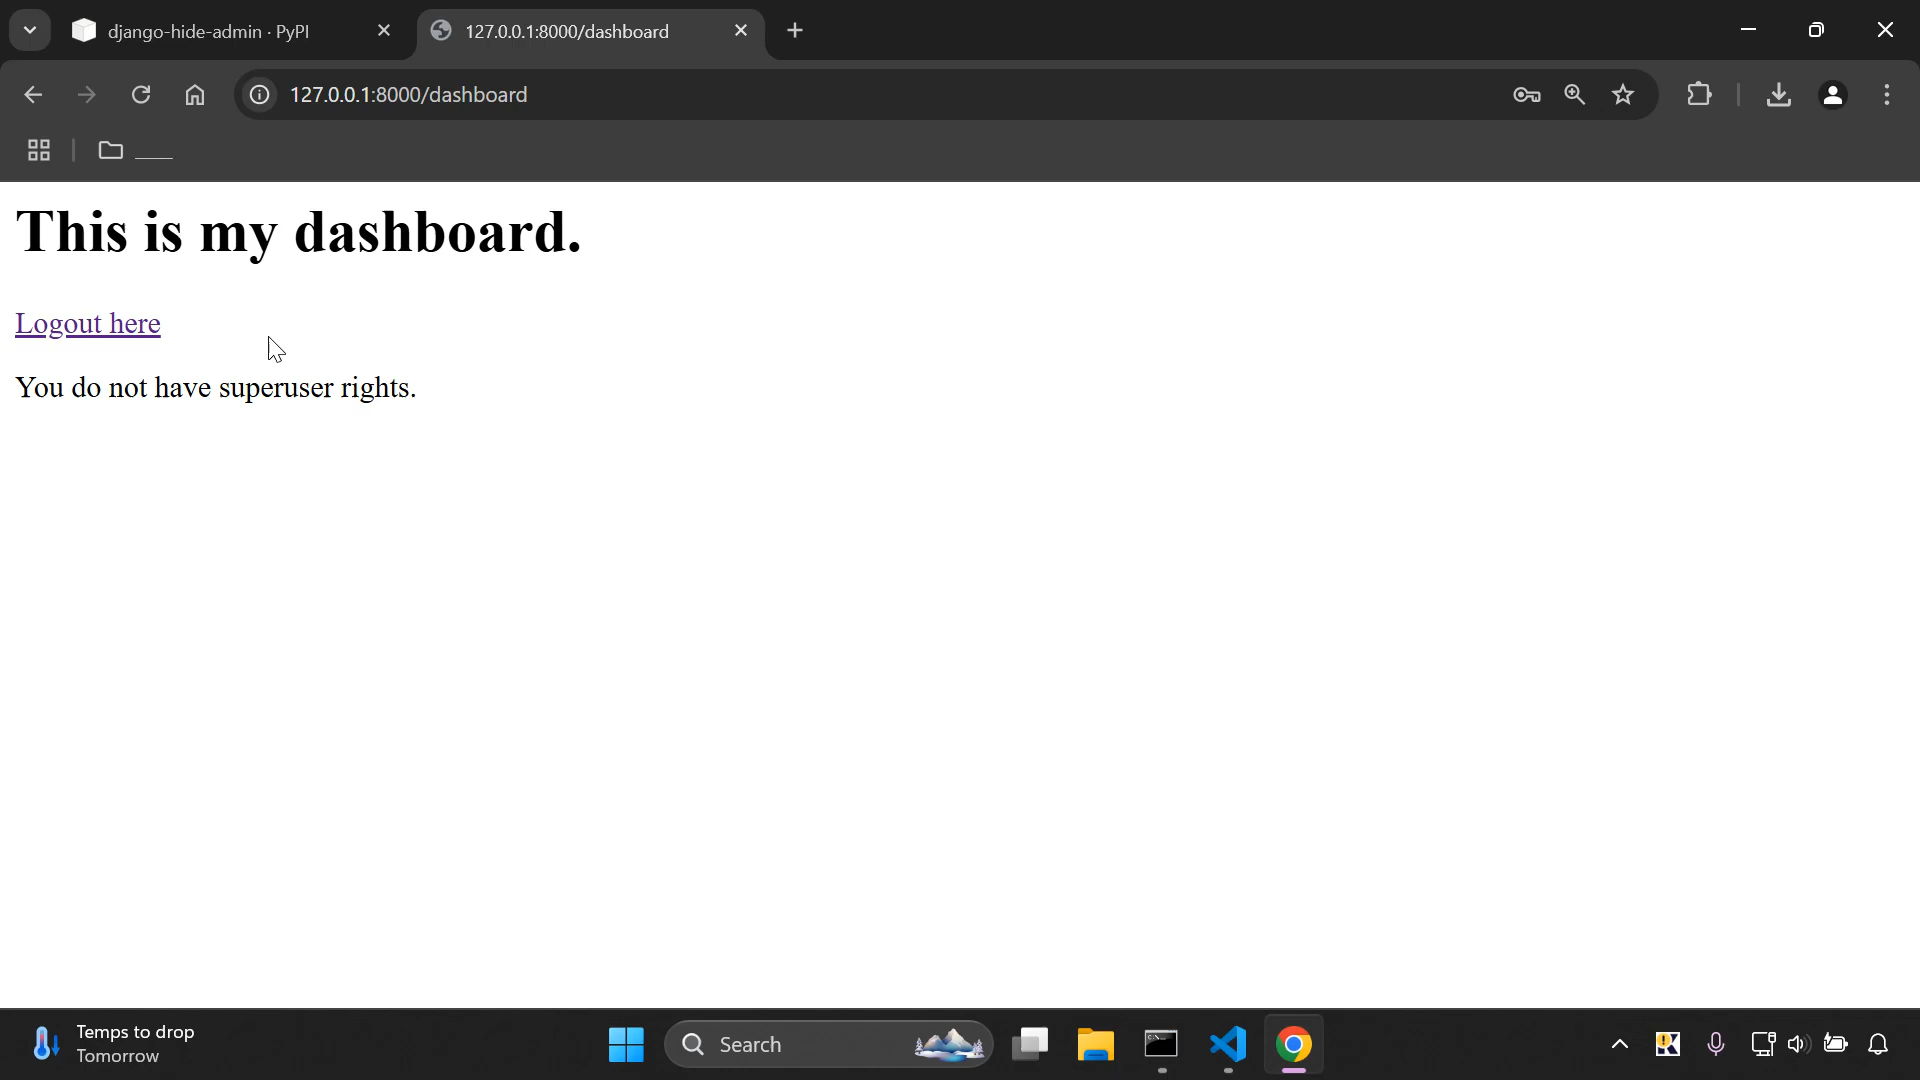 django-hide-admin · PyPI
127.0.0.1:8000/dashboard
127.0.0.1:8000/dashboard
____
This is my dashboard.
Logout here
You do not have superuser rights.
Temps to drop
Tomorrow
Search